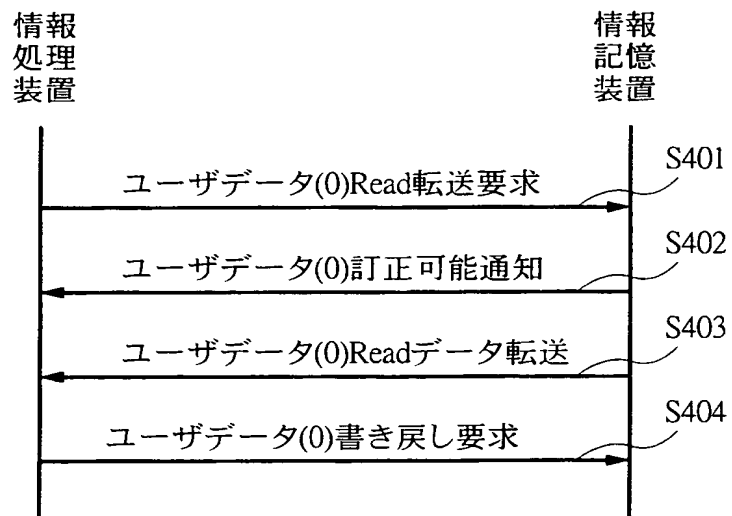 情報
処理
装置
情報
記憶
装置
ユーザデータ(0)Read転送要求
S401
ユーザデータ(0)訂正可能通知
S402
ユーザデータ(0)Readデータ転送
S403
ユーザデータ(0)書き戻し要求
S404